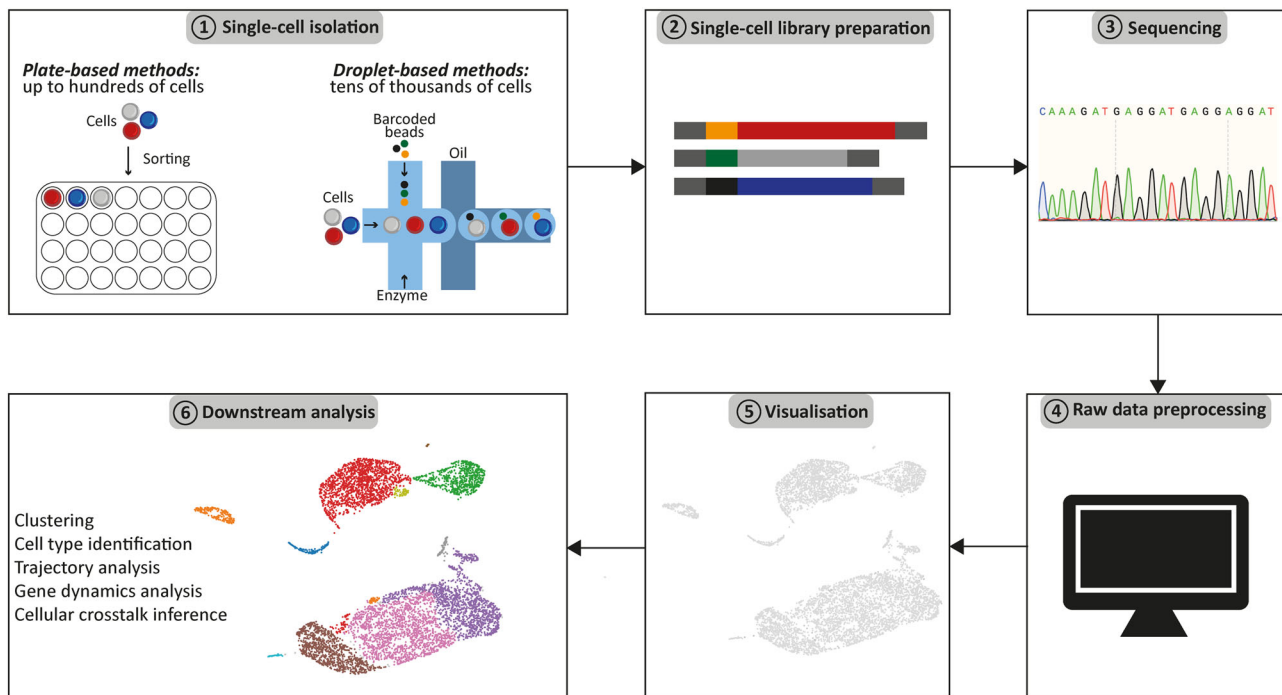 ① Single-cell isolation
Plate-based methods:
up to hundreds of cells
Cells
Sorting
Droplet-based methods:
tens of thousands of cells
Barcoded
beads
Oil
Cells
Enzyme
② Single-cell library preparation
③ Sequencing
C A A A G A T G A G G A T G A G G A G G A T
④ Raw data preprocessing
⑤ Visualisation
⑥ Downstream analysis
Clustering
Cell type identification
Trajectory analysis
Gene dynamics analysis
Cellular crosstalk inference